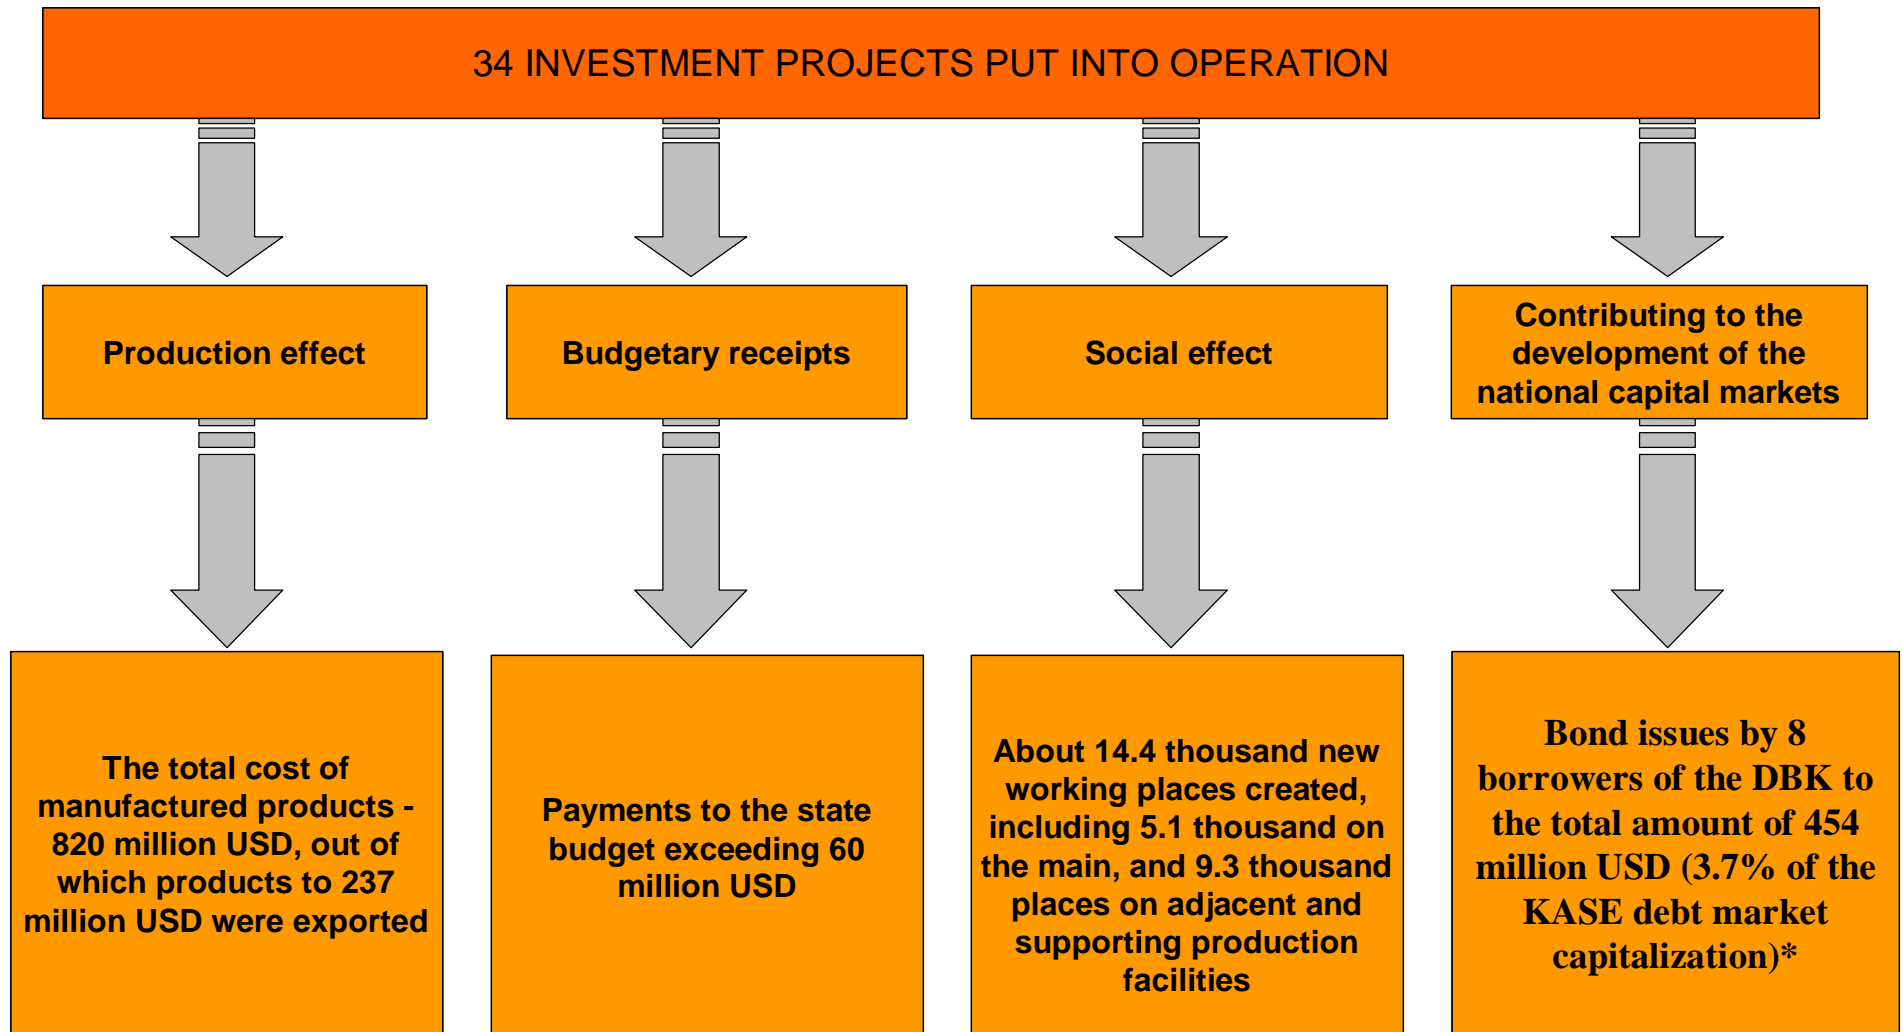 34 INVESTMENT PROJECTS PUT INTO OPERATION
Production effect
Budgetary receipts
Social effect
Contributing to the
development of the
national capital markets
The total cost of
manufactured products -
820 million USD, out of
which products to 237
million USD were exported
Payments to the state
budget exceeding 60
million USD
About 14.4 thousand new
working places created,
including 5.1 thousand on
the main, and 9.3 thousand
places on adjacent and
supporting production
facilities
Bond issues by 8
borrowers of the DBK to
the total amount of 454
million USD (3.7% of the
KASE debt market
capitalization)*